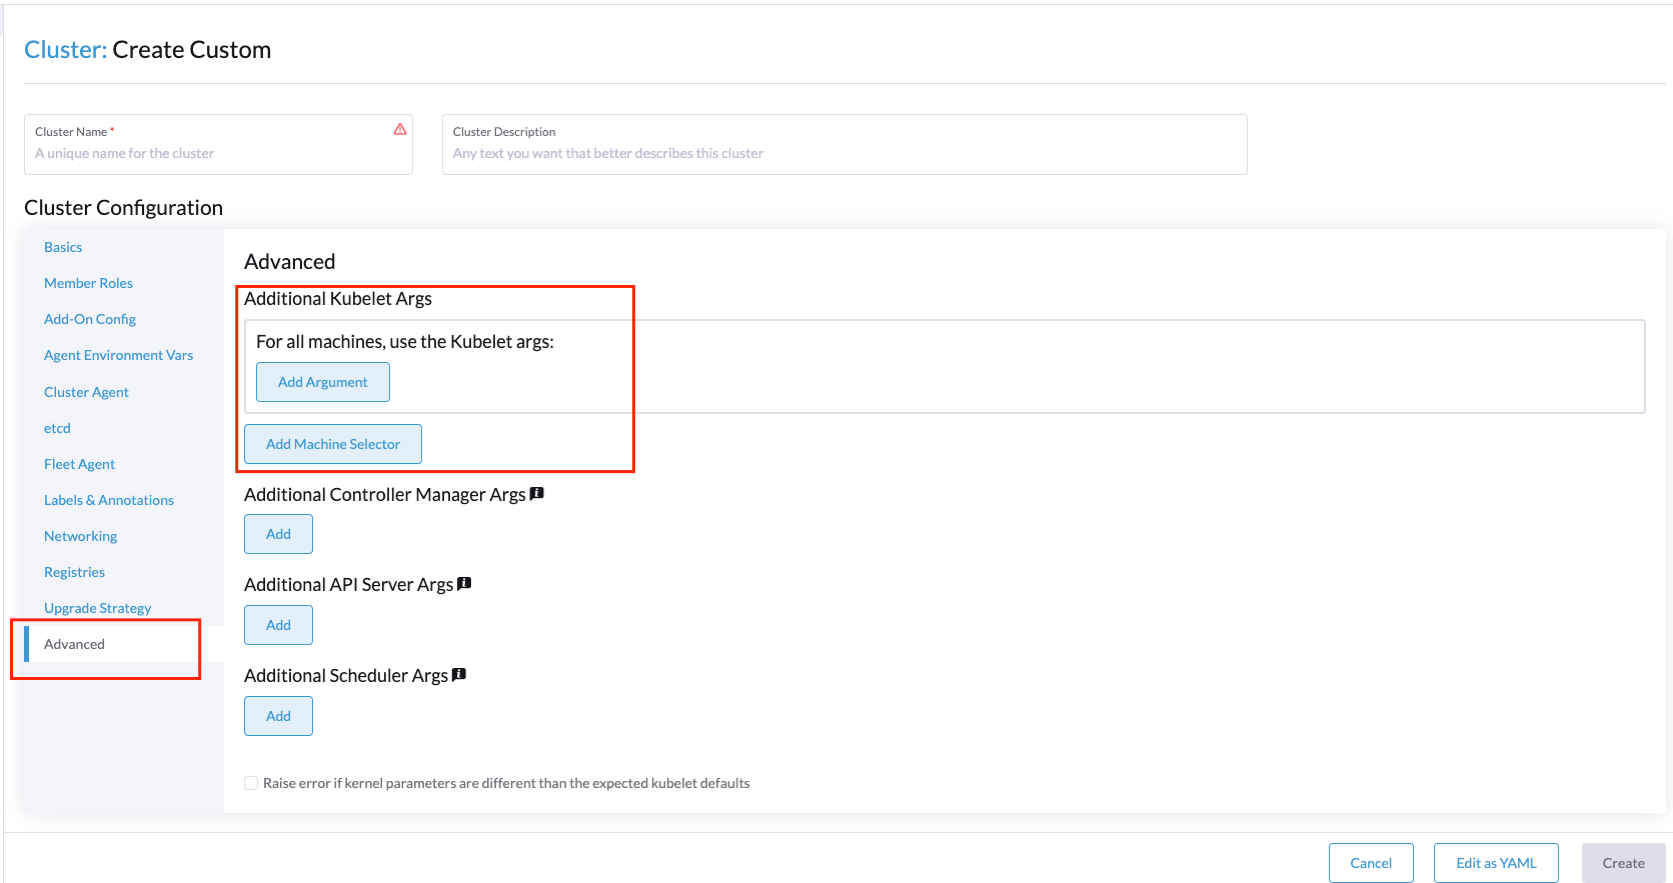 Cluster: Create Custom
Cluster Name *
A unique name for the cluster
Cluster Description
Any text you want that better describes this cluster
Cluster Configuration
Basics
Member Roles
Add-On Config
Agent Environment Vars
Cluster Agent
etcd
Fleet Agent
Labels & Annotations
Networking
Registries
Upgrade Strategy
Advanced
Advanced
Additional Kubelet Args
For all machines, use the Kubelet args:
Add Argument
Add Machine Selector
Additional Controller Manager Args
Add
Additional API Server Args
Add
Additional Scheduler Args
Add
Raise error if kernel parameters are different than the expected kubelet defaults
Cancel
Edit as YAML
Create